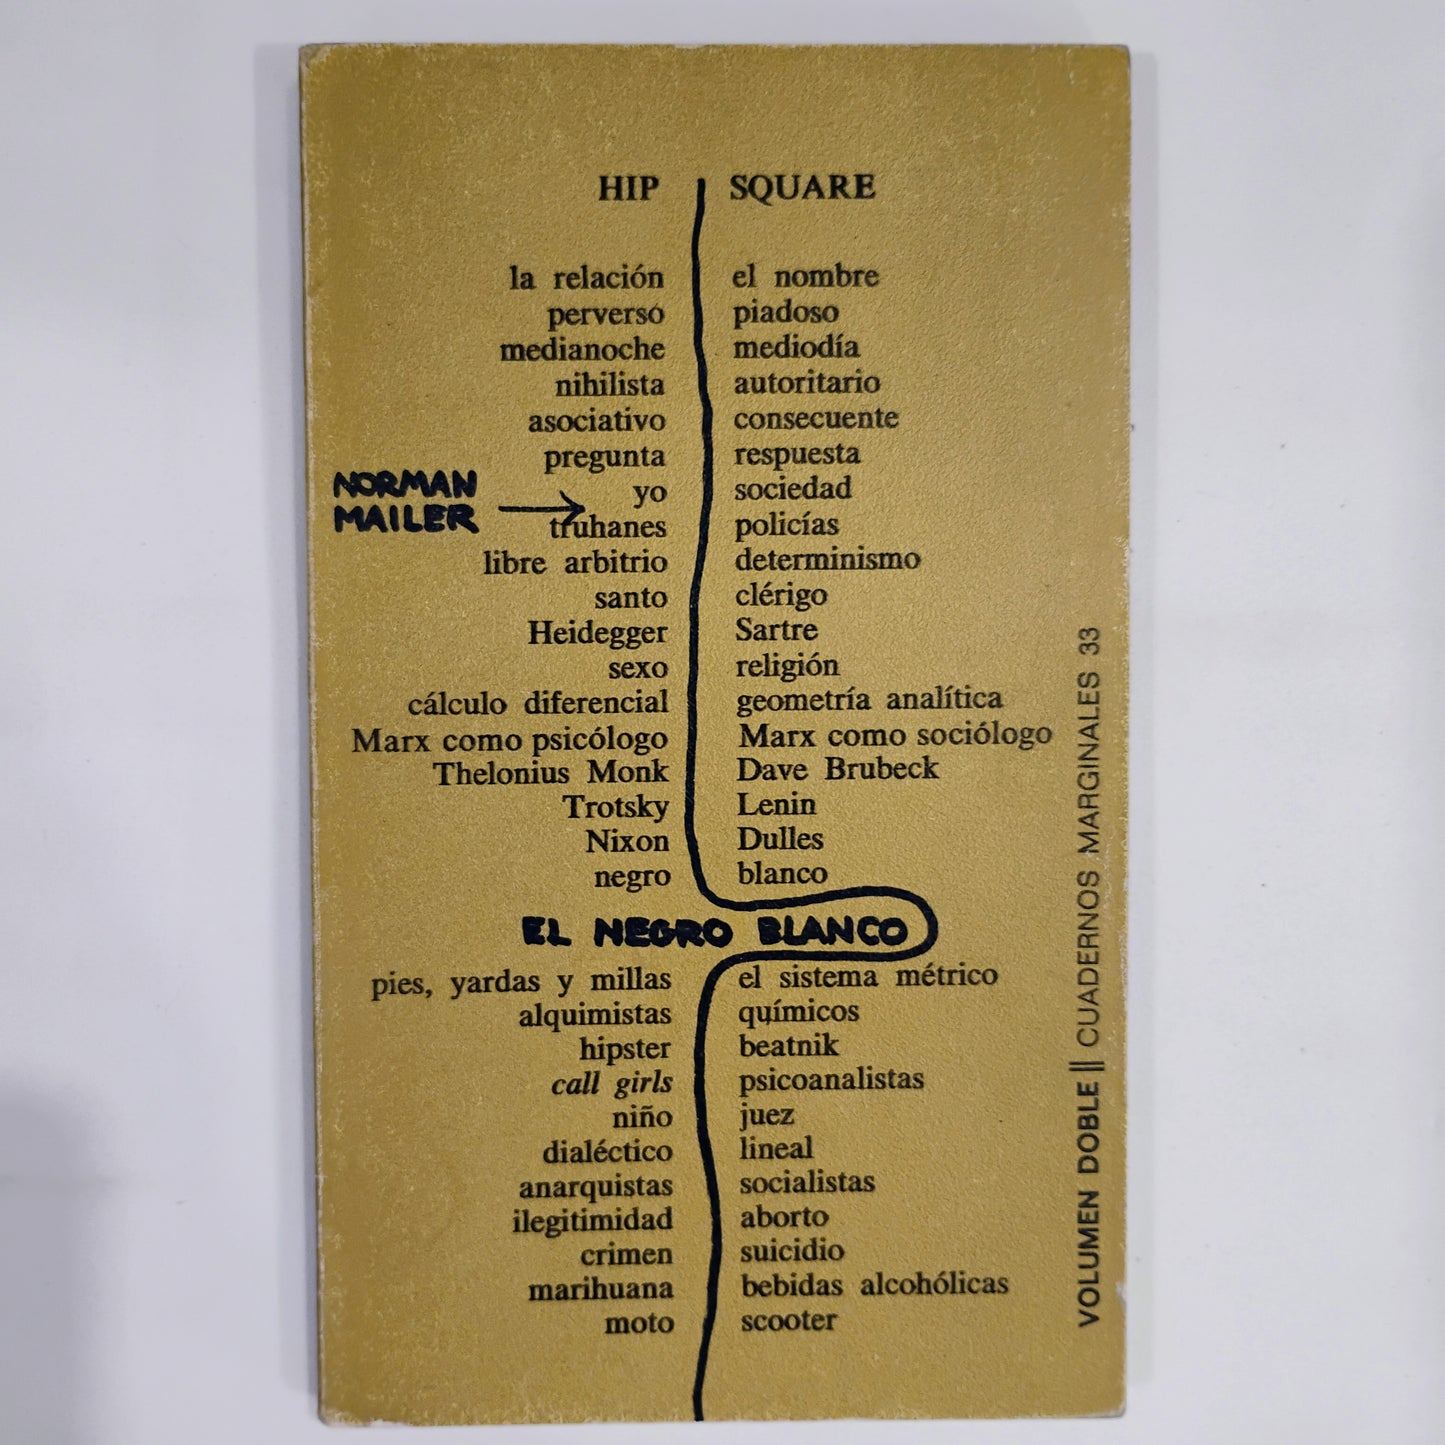 HIP SQUARE
la relación el nombre
perverso piadoso
medianoche mediodía
nihilista autoritario
asociativo consecuente
pregunta respuesta
NORMAN
MAILER
yo sociedad
truhanes policías
libre arbitrio determinismo
santo clérigo
Heidegger Sartre
sexo religión
cálculo diferencial geometría analítica
Marx como psicólogo Marx como sociólogo
Thelonius Monk Dave Brubeck
Trotsky Lenin
Nixon Dulles
negro blanco
EL NEGRO BLANCO
pies, yardas y millas el sistema métrico
alquimistas químicos
hipster beatnik
call girls psicoanalistas
niño juez
dialéctico lineal
anarquistas socialistas
ilegitimidad aborto
crimen suicidio
marihuana bebidas alcohólicas
moto scooter
VOLUMEN DOBLE || CUADERNOS MARGINALES 33